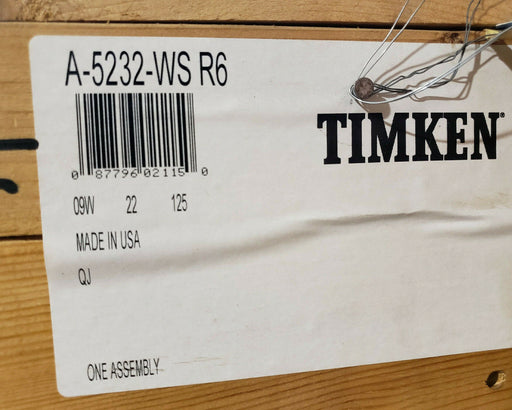 A-5232-WS R6
TIMKEN®
0 87796 02115 0
09W 22 125
MADE IN USA
QJ
ONE ASSEMBLY